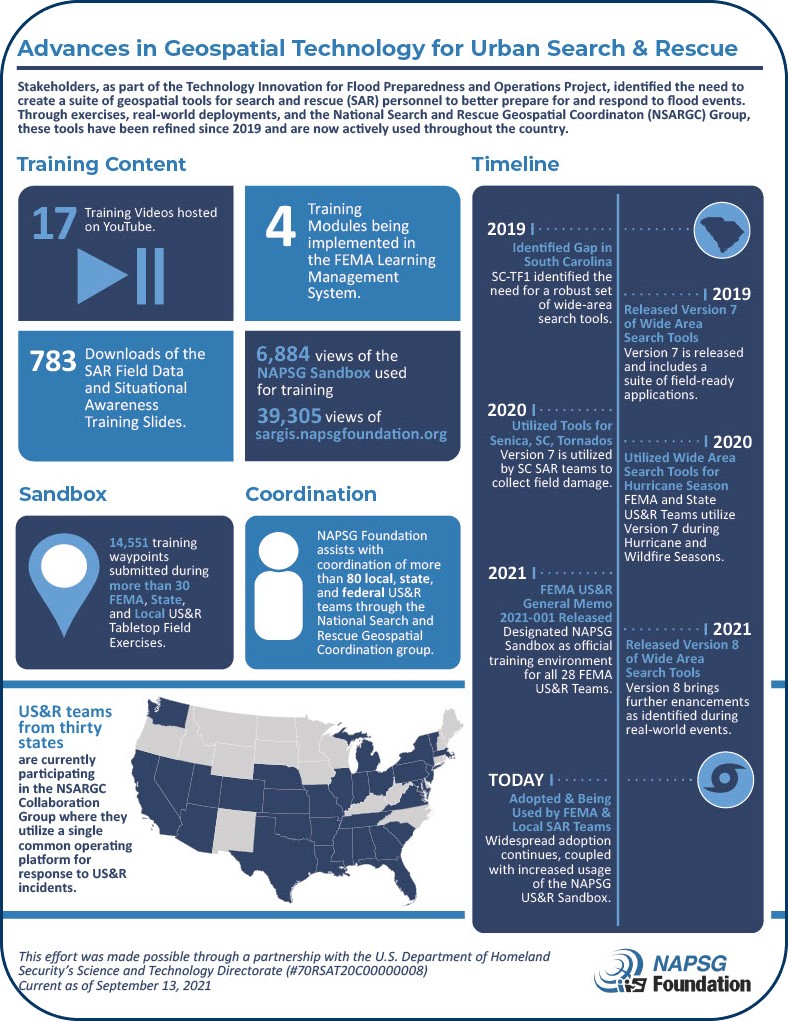 Advances in Geospatial Technology for Urban Search & Rescue
Stakeholders, as part of the Technology Innovation for Flood Preparedness and Operations Project, identified the need to
create a suite of geospatial tools for search and rescue (SAR) personnel to better prepare for and respond to flood events.
Through exercises, real-world deployments, and the National Search and Rescue Geospatial Coordinaton (NSARGC) Group,
these tools have been refined since 2019 and are now actively used throughout the country.
Training Content
17 Training Videos hosted
on YouTube.
4 Training
Modules being
implemented in
the FEMA Learning
Management
System.
783 Downloads of the
SAR Field Data
and Situational
Awareness
Training Slides.
6,884 views of the
NAPSG Sandbox used
for training
39,305 views of
sargis.napsgfoundation.org
Sandbox
14,551 training
waypoints
submitted during
more than 30
FEMA, State,
and Local US&R
Tabletop Field
Exercises.
Coordination
NAPSG Foundation
assists with
coordination of more
than 80 local, state,
and federal US&R
teams through the
National Search and
Rescue Geospatial
Coordination group.
US&R teams
from thirty
states
are currently
participating
in the NSARGC
Collaboration
Group where they
utilize a single
common operating
platform for
response to US&R
incidents.
Timeline
2019
Identified Gap in
South Carolina
SC-TF1 identified the
need for a robust set
of wide-area
search tools.
2019
Released Version 7
of Wide Area
Search Tools
Version 7 is released
and includes a
suite of field-ready
applications.
2020
Utilized Tools for
Senica, SC, Tornados
Version 7 is utilized
by SC SAR teams to
collect field damage.
2020
Utilized Wide Area
Search Tools for
Hurricane Season
FEMA and State
US&R Teams utilize
Version 7 during
Hurricane and
Wildfire Seasons.
2021
FEMA US&R
General Memo
2021-001 Released
Designated NAPSG
Sandbox as official
training environment
for all 28 FEMA
US&R Teams.
2021
Released Version 8
of Wide Area
Search Tools
Version 8 brings
further enancements
as identified during
real-world events.
TODAY
Adopted & Being
Used by FEMA &
Local SAR Teams
Widespread adoption
continues, coupled
with increased usage
of the NAPSG
US&R Sandbox.
This effort was made possible through a partnership with the U.S. Department of Homeland
Security's Science and Technology Directorate (#70RSAT20C00000008)
Current as of September 13, 2021
NAPSG
Foundation